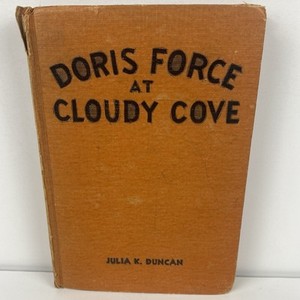 DORIS FORCE
AT
CLOUDY COVE
JULIA K. DUNCAN